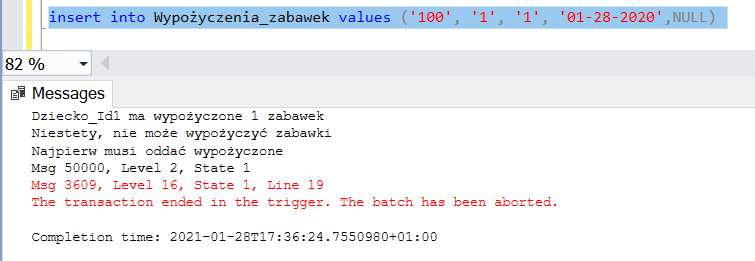 insert into Wypożyczenia_zabawek values ('100', '1', '1', '01-28-2020',NULL)
82 %
Messages
Dziecko_Id1 ma wypożyczone 1 zabawek
Niestety, nie może wypożyczyć zabawki
Najpierw musi oddać wypożyczone
Msg 50000, Level 2, State 1
Msg 3609, Level 16, State 1, Line 19
The transaction ended in the trigger. The batch has been aborted.
Completion time: 2021-01-28T17:36:24.7550980+01:00